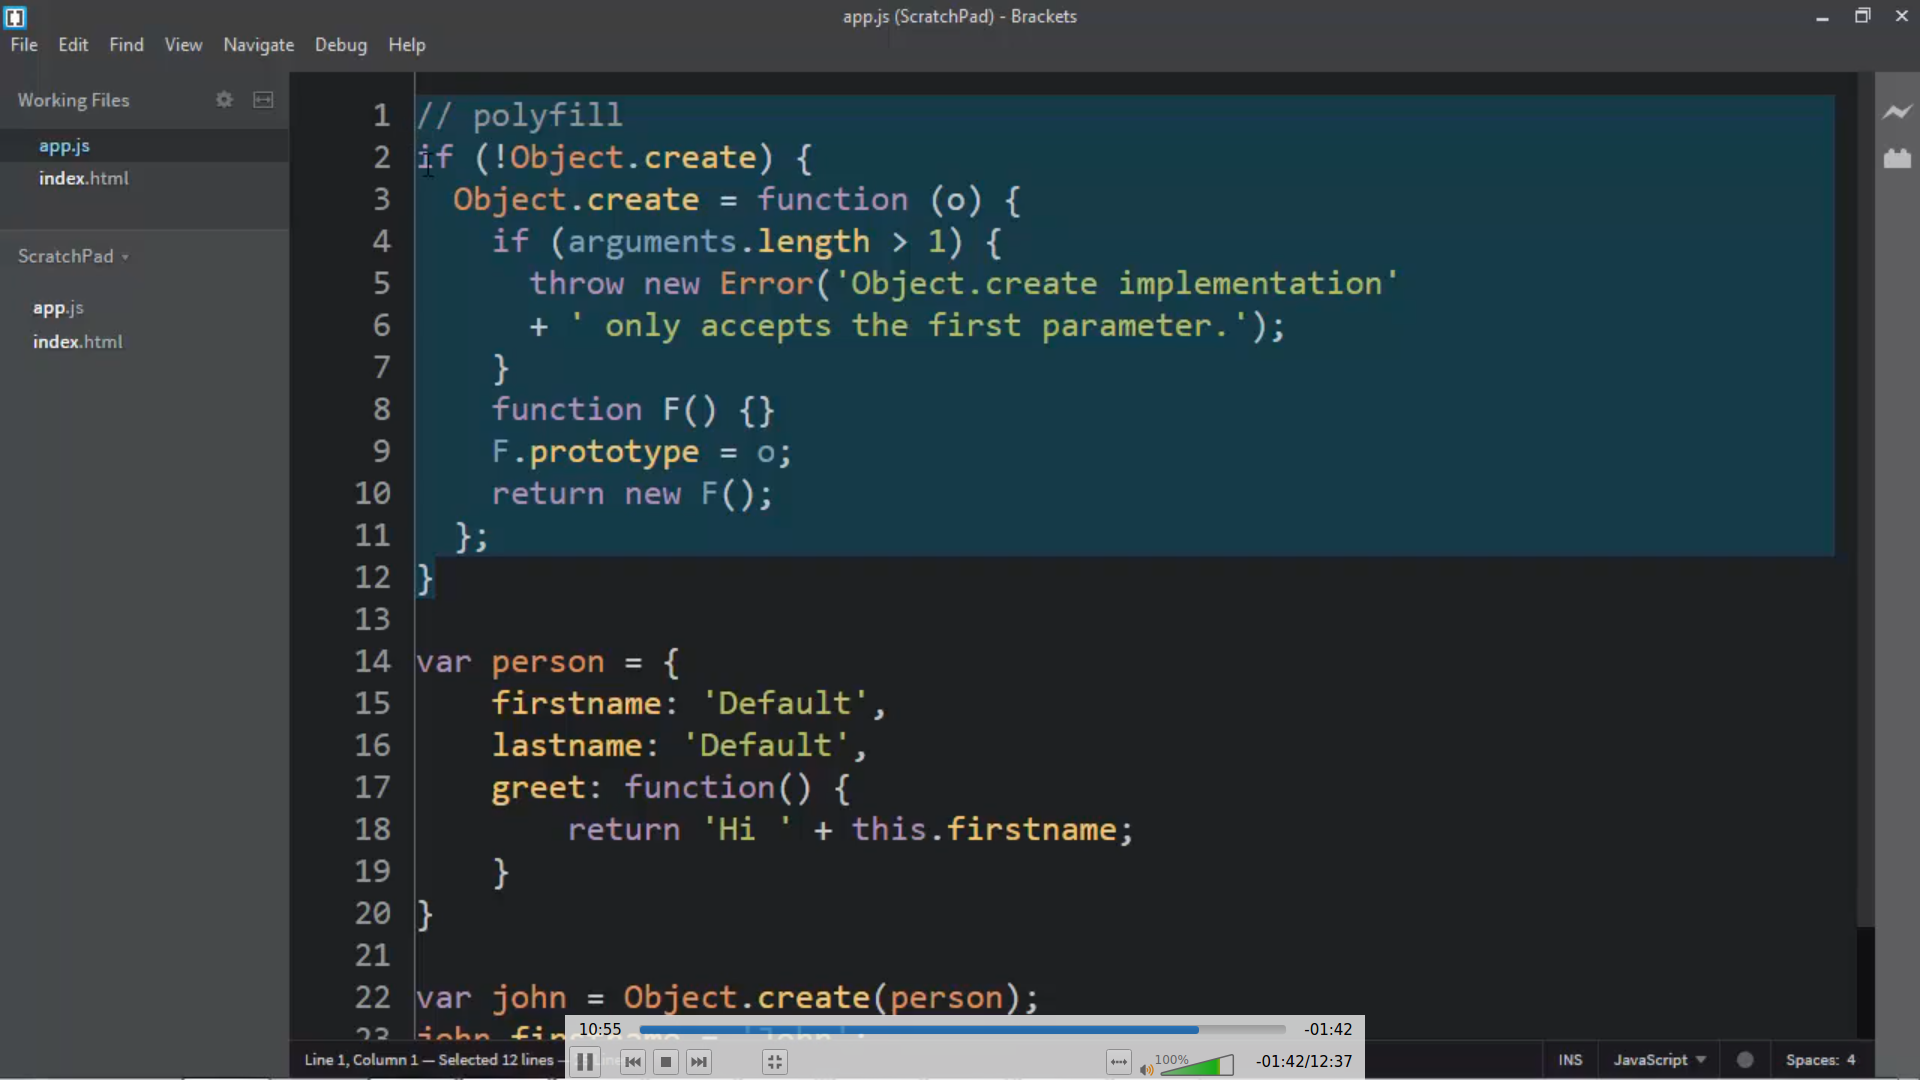 app.js (ScratchPad) - Brackets
File Edit Find View Navigate Debug Help
Working Files
app.js
index.html
ScratchPad
app.js
index.html
1 // polyfill
2 if (!Object.create) {
3   Object.create = function (o) {
4     if (arguments.length > 1) {
5       throw new Error('Object.create implementation'
6       + ' only accepts the first parameter.');
7     }
8     function F() {}
9     F.prototype = o;
10     return new F();
11   };
12 }
13
14 var person = {
15     firstname: 'Default',
16     lastname: 'Default',
17     greet: function() {
18         return 'Hi ' + this.firstname;
19     }
20 }
21
22 var john = Object.create(person);
23 john.firstname = 'John';
10:55 -01:42
Line 1, Column 1 — Selected 12 lines —
100% -01:42/12:37
INS JavaScript Spaces: 4